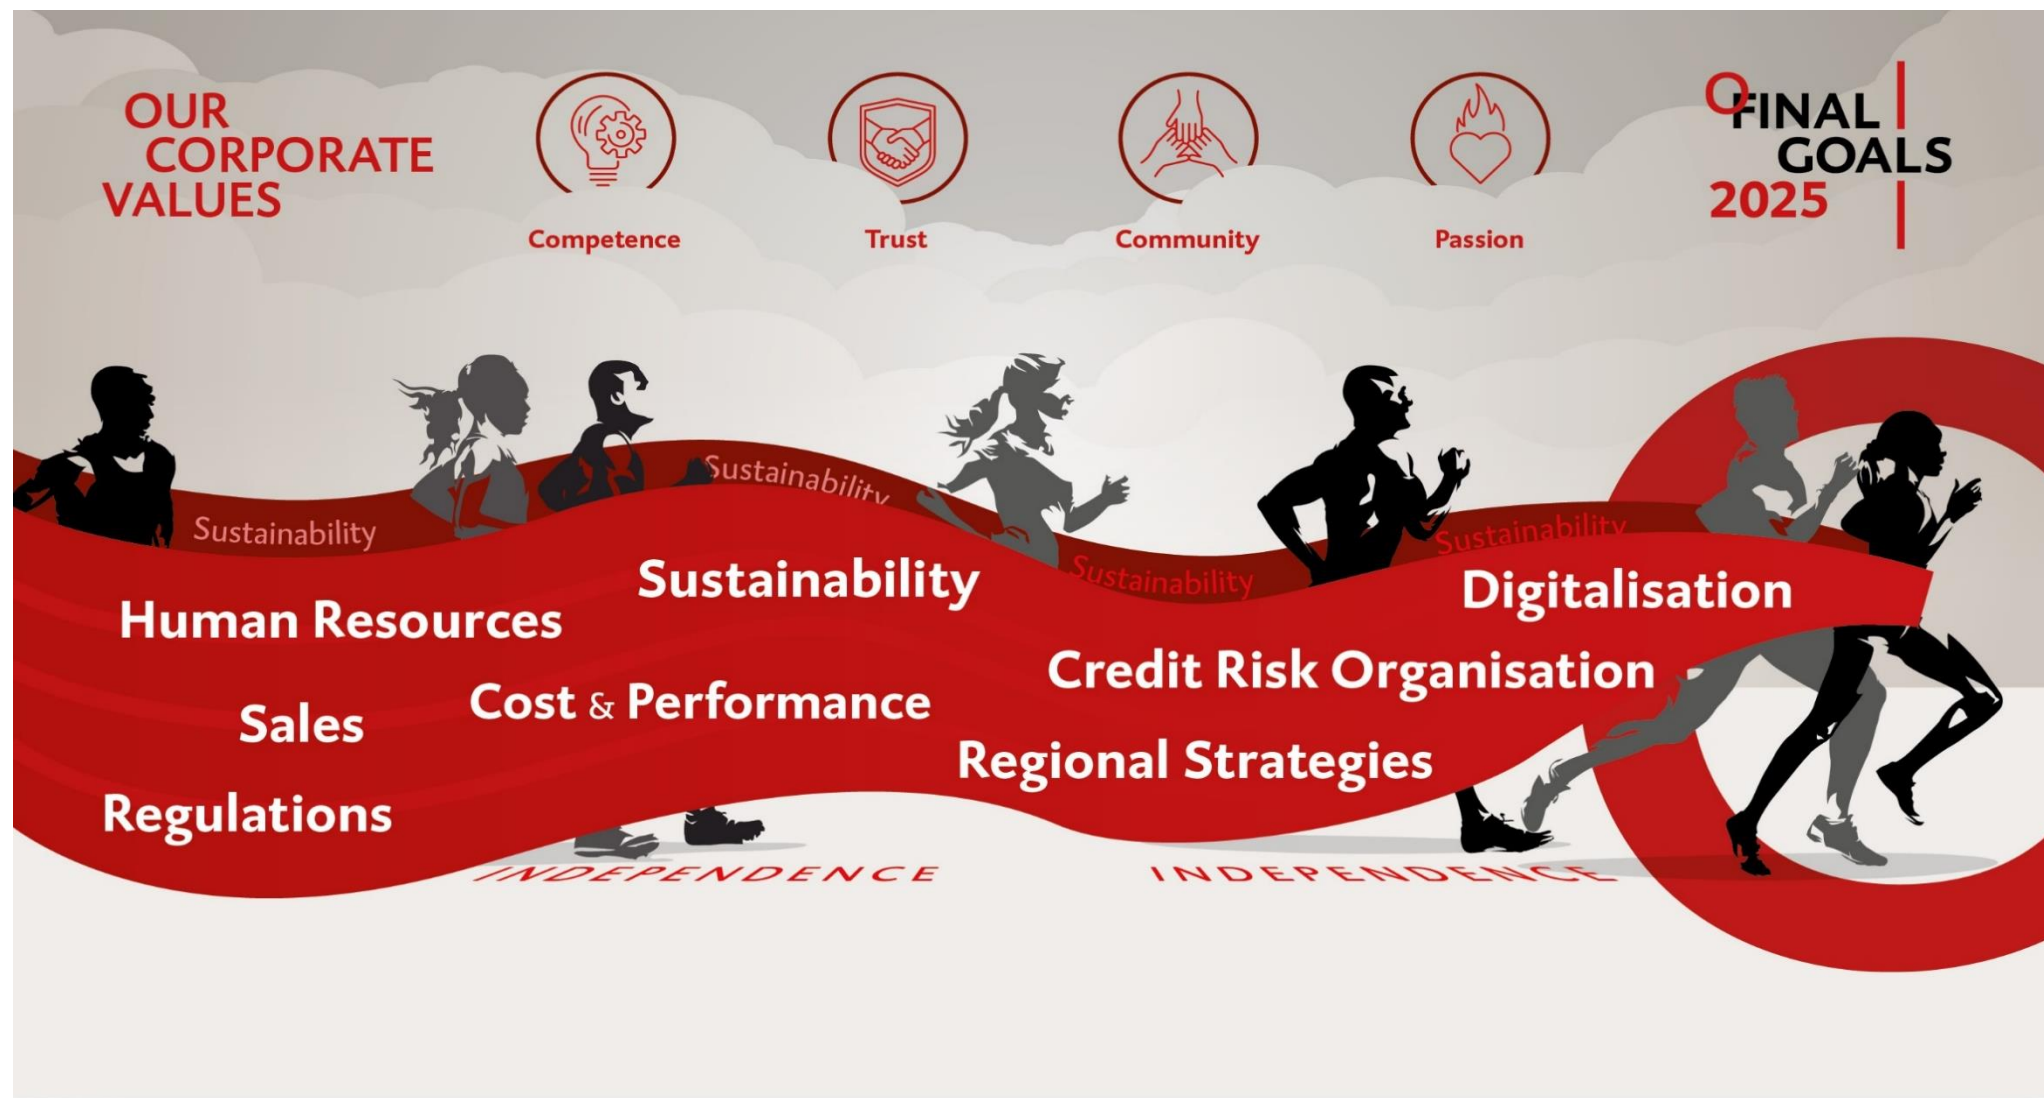 OUR
CORPORATE
VALUES
Competence
Trust
Community
Passion
O
FINAL
GOALS
2025
Sustainability
Sustainability
Sustainability
Sustainability
Human Resources
Sustainability
Digitalisation
Sales
Cost & Performance
Credit Risk Organisation
Regulations
Regional Strategies
INDEPENDENCE
INDEPENDENCE